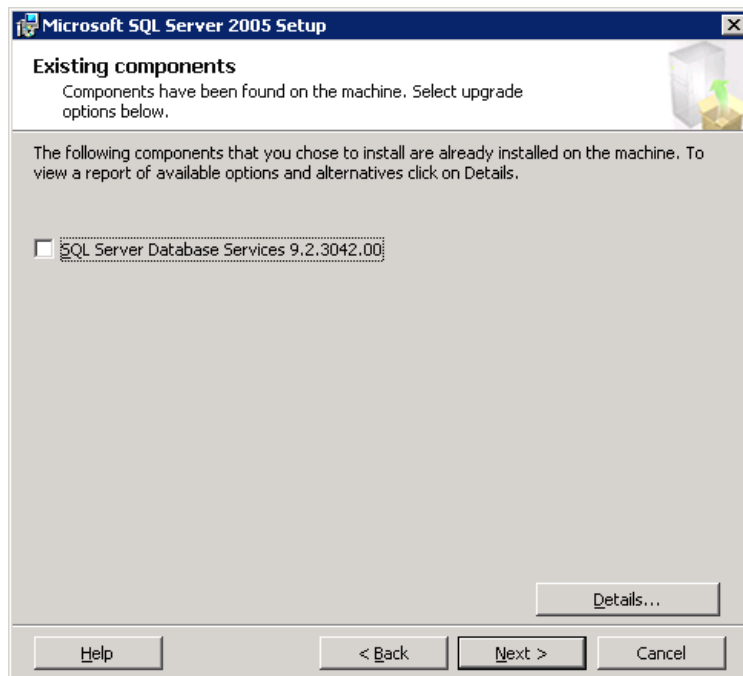 Microsoft SQL Server 2005 Setup
Existing components
Components have been found on the machine. Select upgrade
options below.
The following components that you chose to install are already installed on the machine. To
view a report of available options and alternatives click on Details.
SQL Server Database Services 9.2.3042.00
Details...
Help
< Back
Next >
Cancel